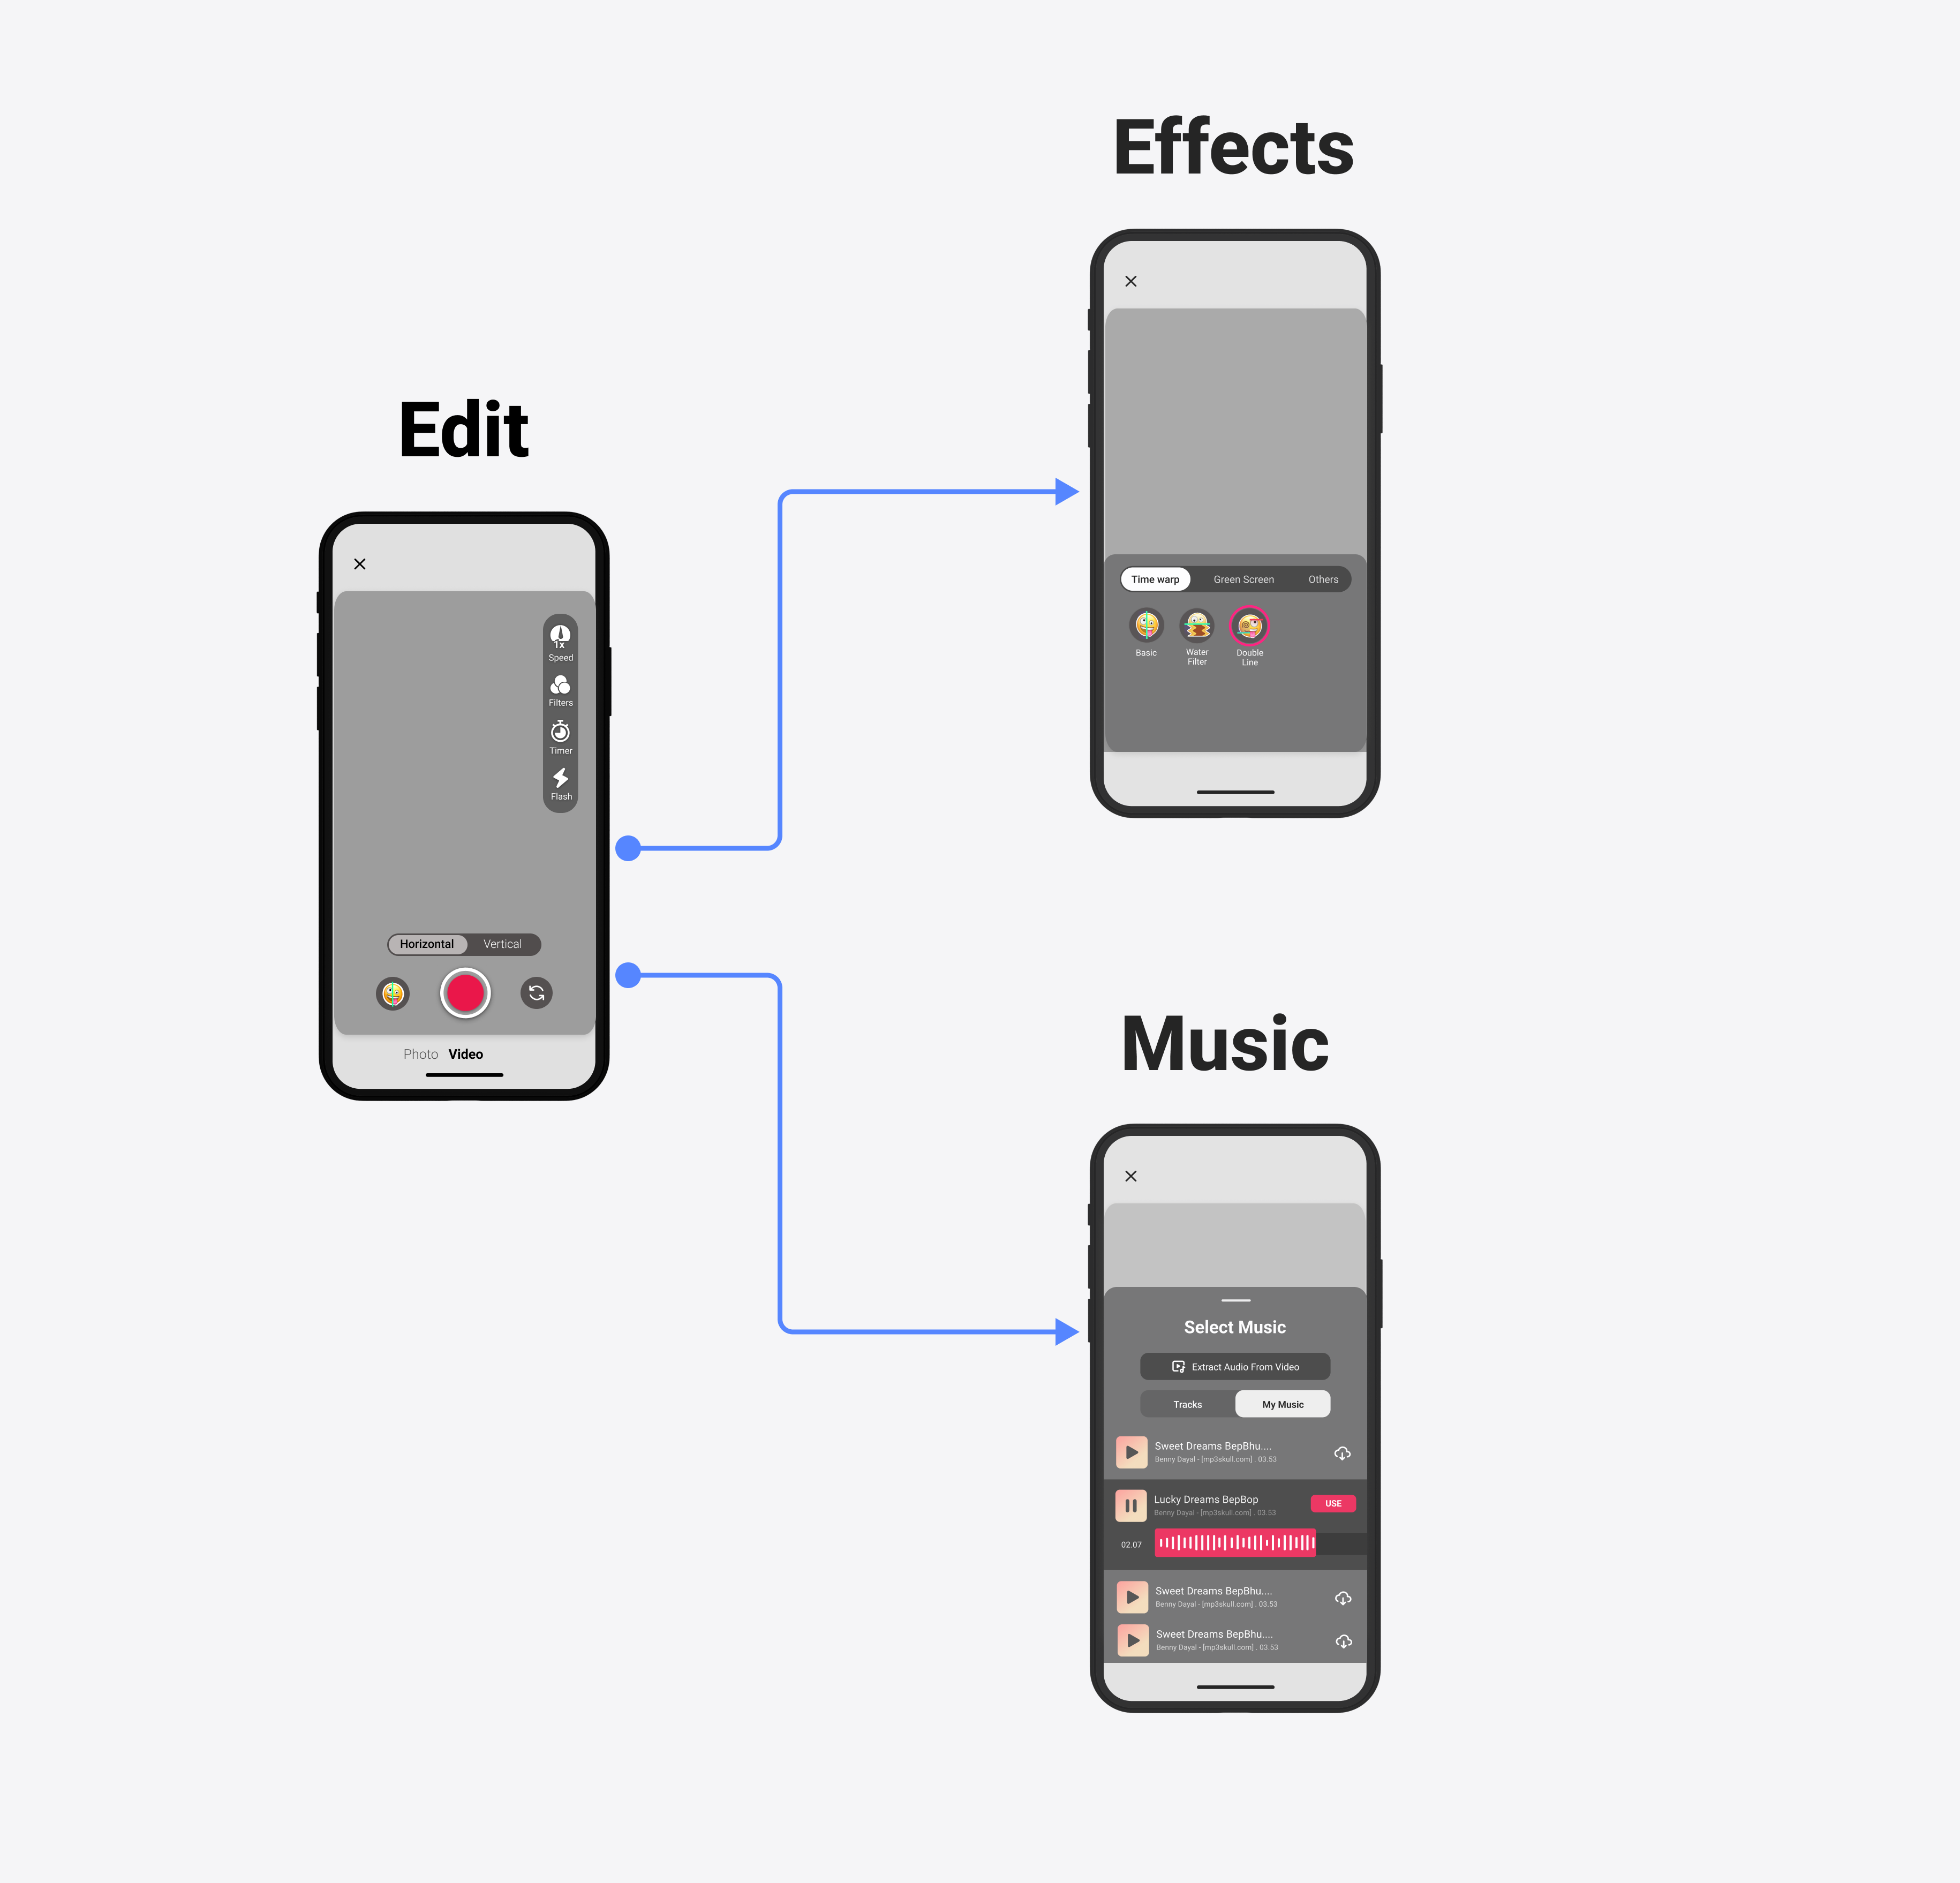 Effects
Edit
1x
Speed
Filters
Timer
Flash
Horizontal Vertical
Photo Video
Time warp Green Screen Others
Basic Water Double
Filter Line
Music
Select Music
Extract Audio From Video
Tracks My Music
Sweet Dreams BepBhu....
Benny Dayal - [mp3skull.com] . 03.53
Lucky Dreams BepBop USE
Benny Dayal - [mp3skull.com] . 03.53
02.07
Sweet Dreams BepBhu....
Benny Dayal - [mp3skull.com] . 03.53
Sweet Dreams BepBhu....
Benny Dayal - [mp3skull.com] . 03.53